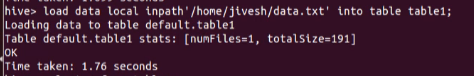 hive> load data local inpath'/home/jivesh/data.txt' into table table1;
Loading data to table default.table1
Table default.table1 stats: [numFiles=1, totalSize=191]
OK
Time taken: 1.76 seconds